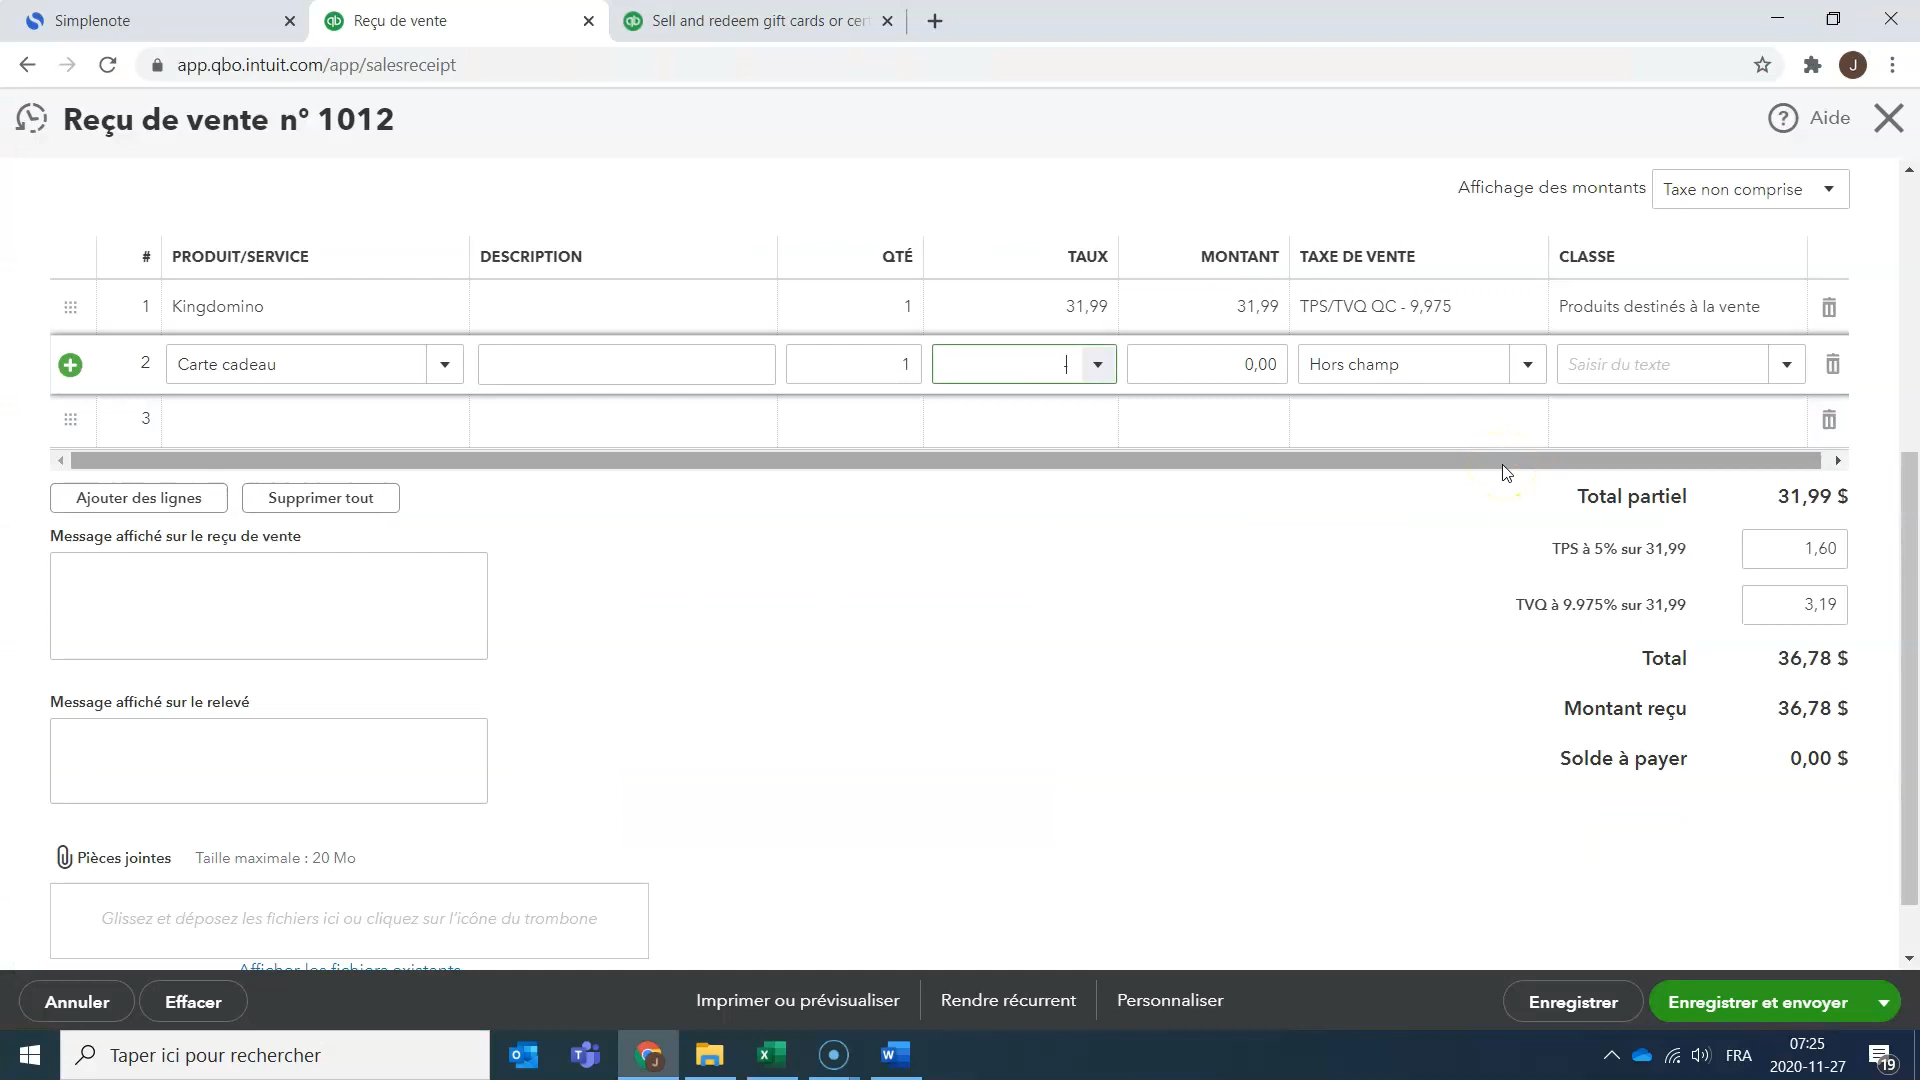 Simplenote
Reçu de vente
Sell and redeem gift cards or cer
app.qbo.intuit.com/app/salesreceipt
J
Reçu de vente n° 1012
Aide
Affichage des montants
Taxe non comprise
# PRODUIT/SERVICE DESCRIPTION QTÉ TAUX MONTANT TAXE DE VENTE CLASSE
1 Kingdomino 1 31,99 31,99 TPS/TVQ QC - 9,975 Produits destinés à la vente
2 Carte cadeau 1 - 0,00 Hors champ Saisir du texte
3
Ajouter des lignes
Supprimer tout
Total partiel 31,99 $
Message affiché sur le reçu de vente
TPS à 5% sur 31,99 1,60
TVQ à 9.975% sur 31,99 3,19
Total 36,78 $
Message affiché sur le relevé
Montant reçu 36,78 $
Solde à payer 0,00 $
Pièces jointes Taille maximale : 20 Mo
Glissez et déposez les fichiers ici ou cliquez sur l'icône du trombone
Afficher les fichiers existants
Annuler
Effacer
Imprimer ou prévisualiser
Rendre récurrent
Personnaliser
Enregistrer
Enregistrer et envoyer
Taper ici pour rechercher
FRA
07:25
2020-11-27
19